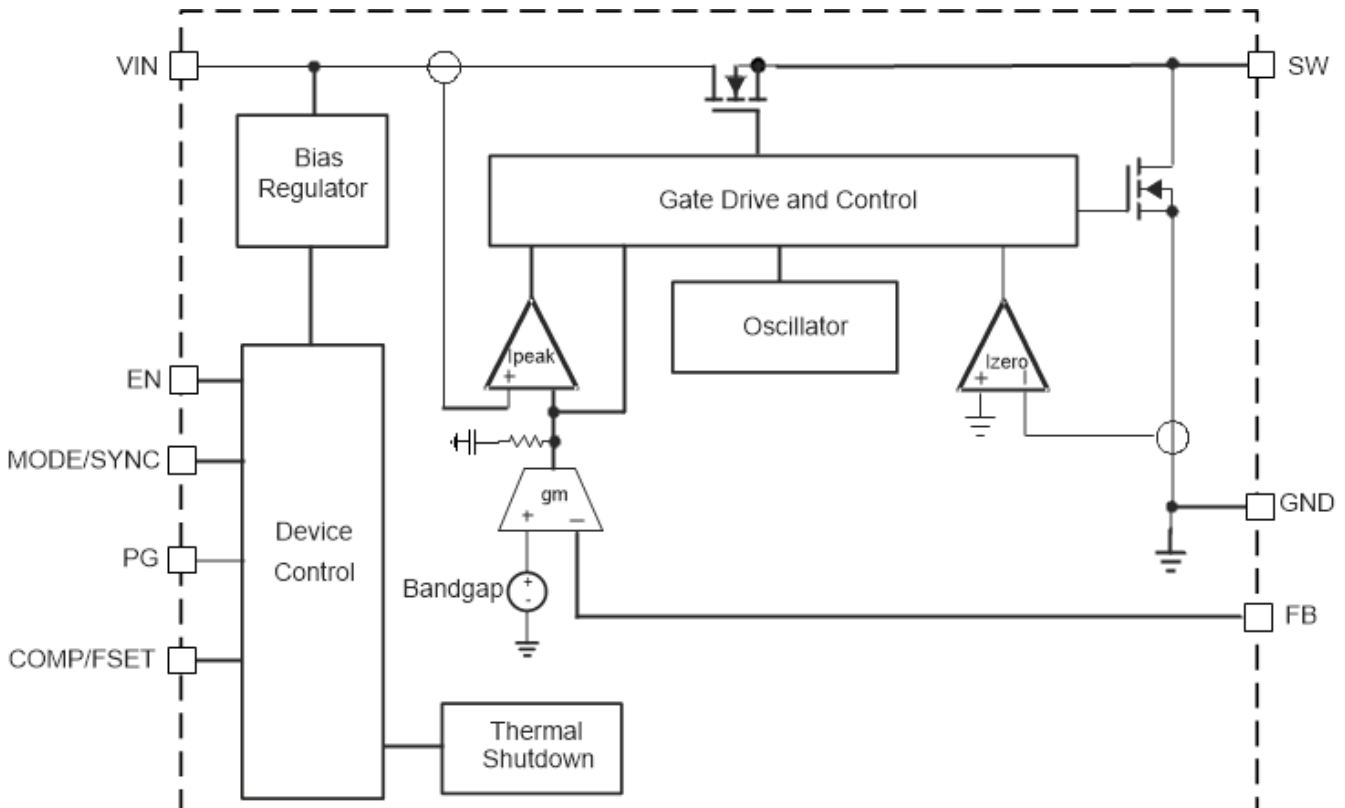 VIN
SW
Bias
Regulator
Gate Drive and Control
Oscillator
Ipeak
+
Izero
+
EN
MODE/SYNC
gm
+ −
GND
Device
Control
PG
Bandgap
+
-
FB
COMP/FSET
Thermal
Shutdown